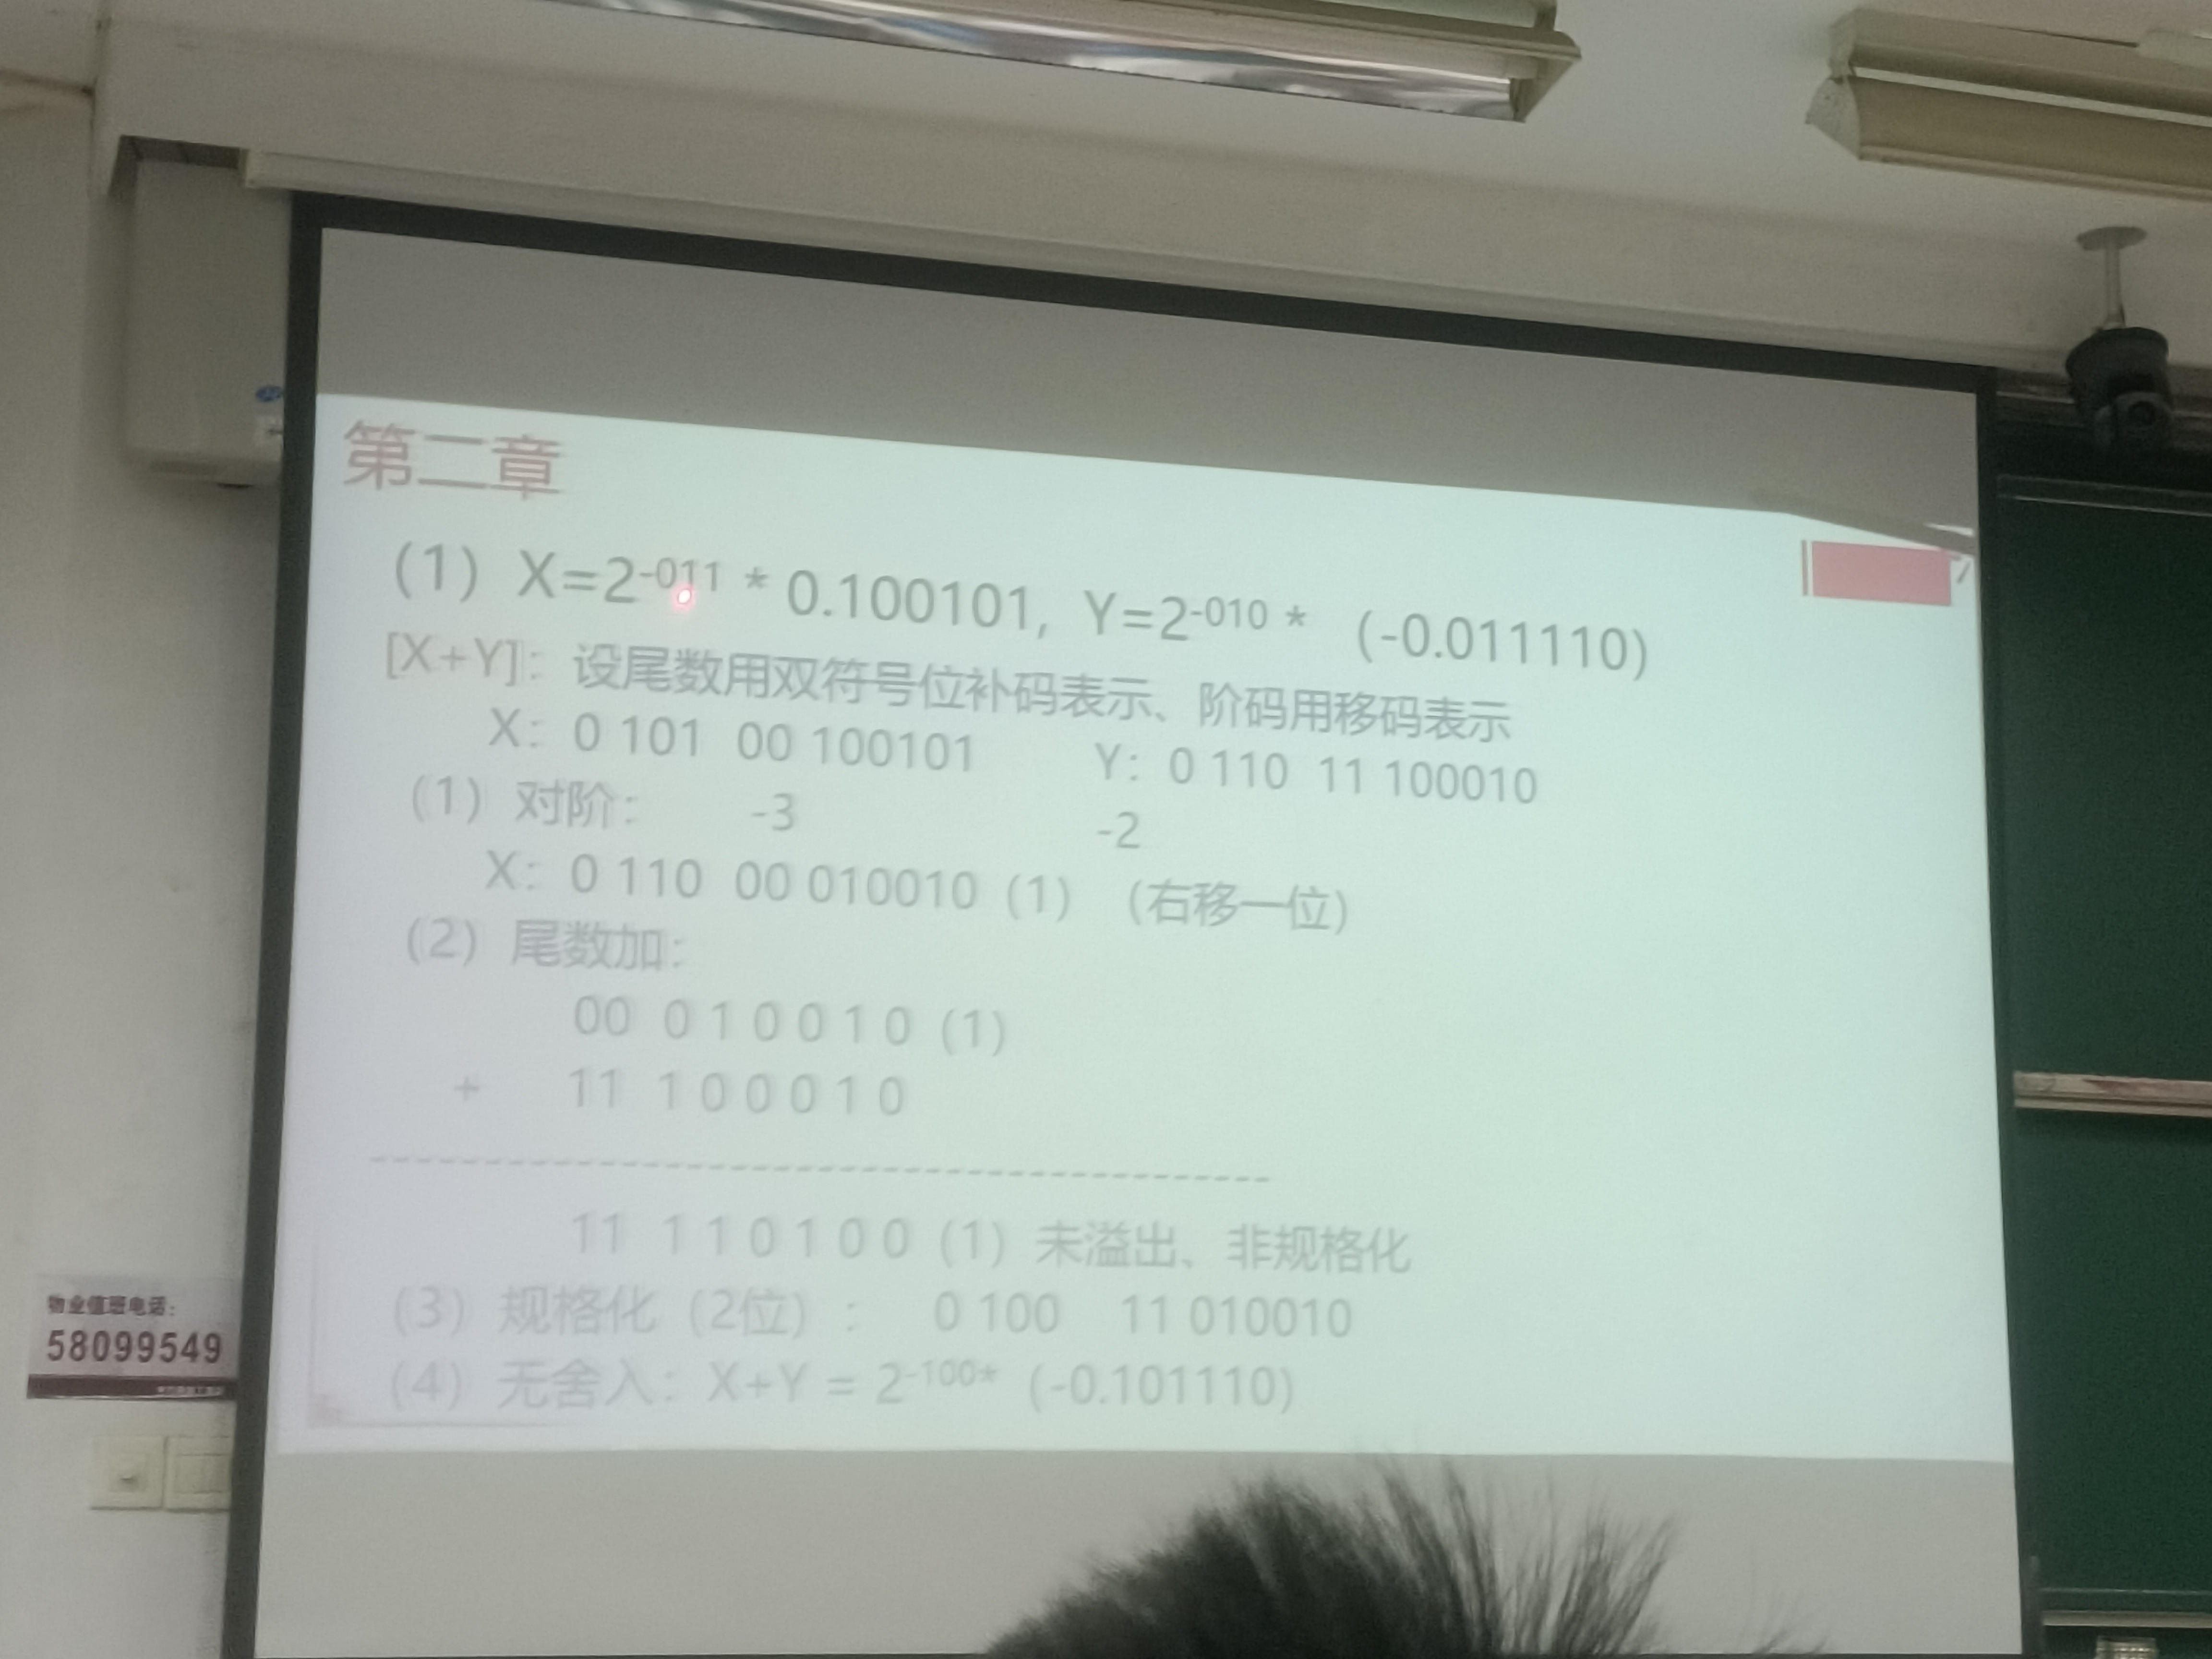 第二章
(1) X=2⁻⁰¹¹ * 0.100101, Y=2⁻⁰¹⁰ * (-0.011110)
[X+Y]: 设尾数用双符号位补码表示、阶码用移码表示
X: 0 101 00 100101 Y: 0 110 11 100010
(1) 对阶: -3 -2
X: 0 110 00 010010 (1) (右移一位)
(2) 尾数加:
00 0 1 0 0 1 0 (1)
+ 11 1 0 0 0 1 0
11 1 1 0 1 0 0 (1) 未溢出、非规格化
(3) 规格化 (2位) : 0 100 11 010010
(4) 无舍入: X+Y = 2⁻¹⁰⁰* (-0.101110)
物业值班电话:
58099549